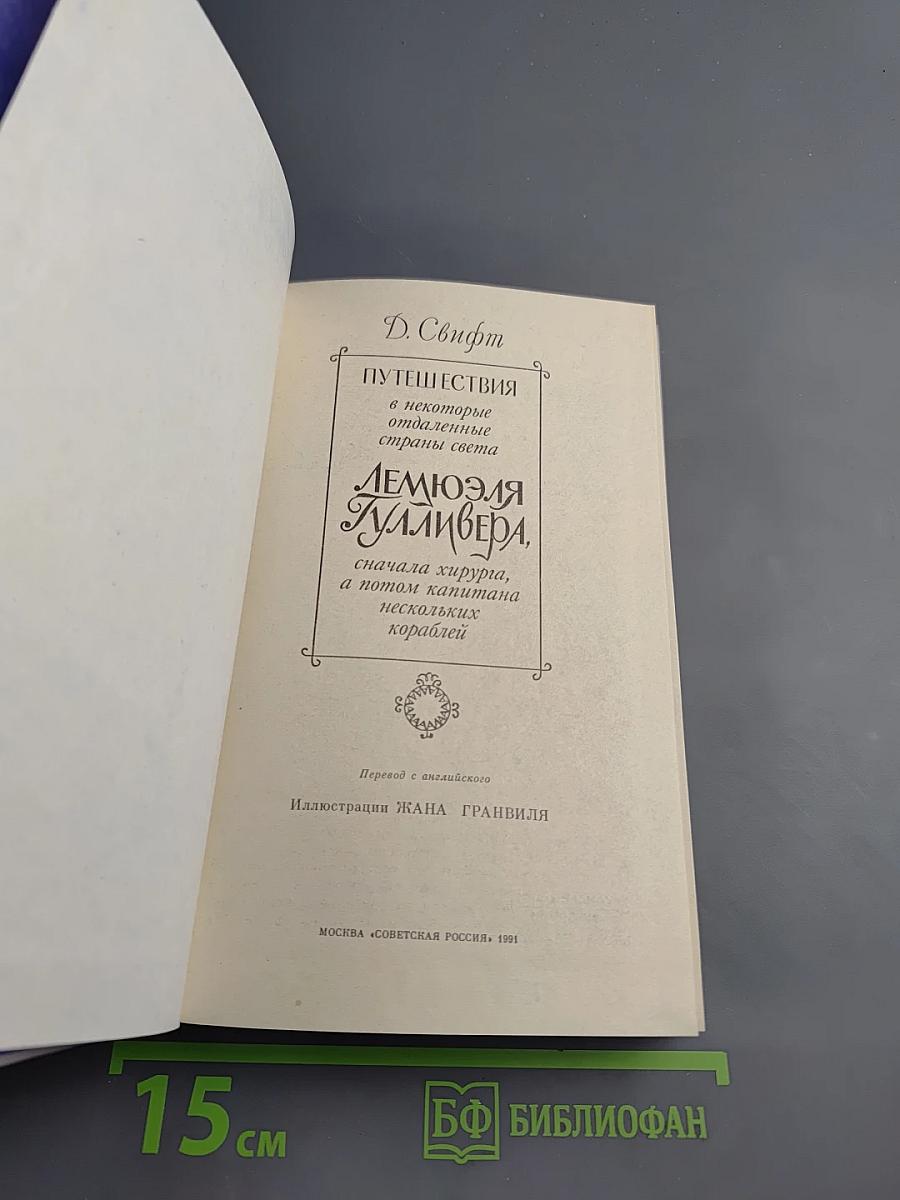 Д. Свифт
ПУТЕШЕСТВИЯ
в некоторые
отдаленные
страны света
ЛЕМЮЭЛЯ
ГУЛЛИВЕРА,
сначала хирурга,
а потом капитана
нескольких
кораблей
Перевод с английского
Иллюстрации ЖАНА ГРАНВИЛЯ
МОСКВА «СОВЕТСКАЯ РОССИЯ» 1991
15 см
БФ БИБЛИОФАН